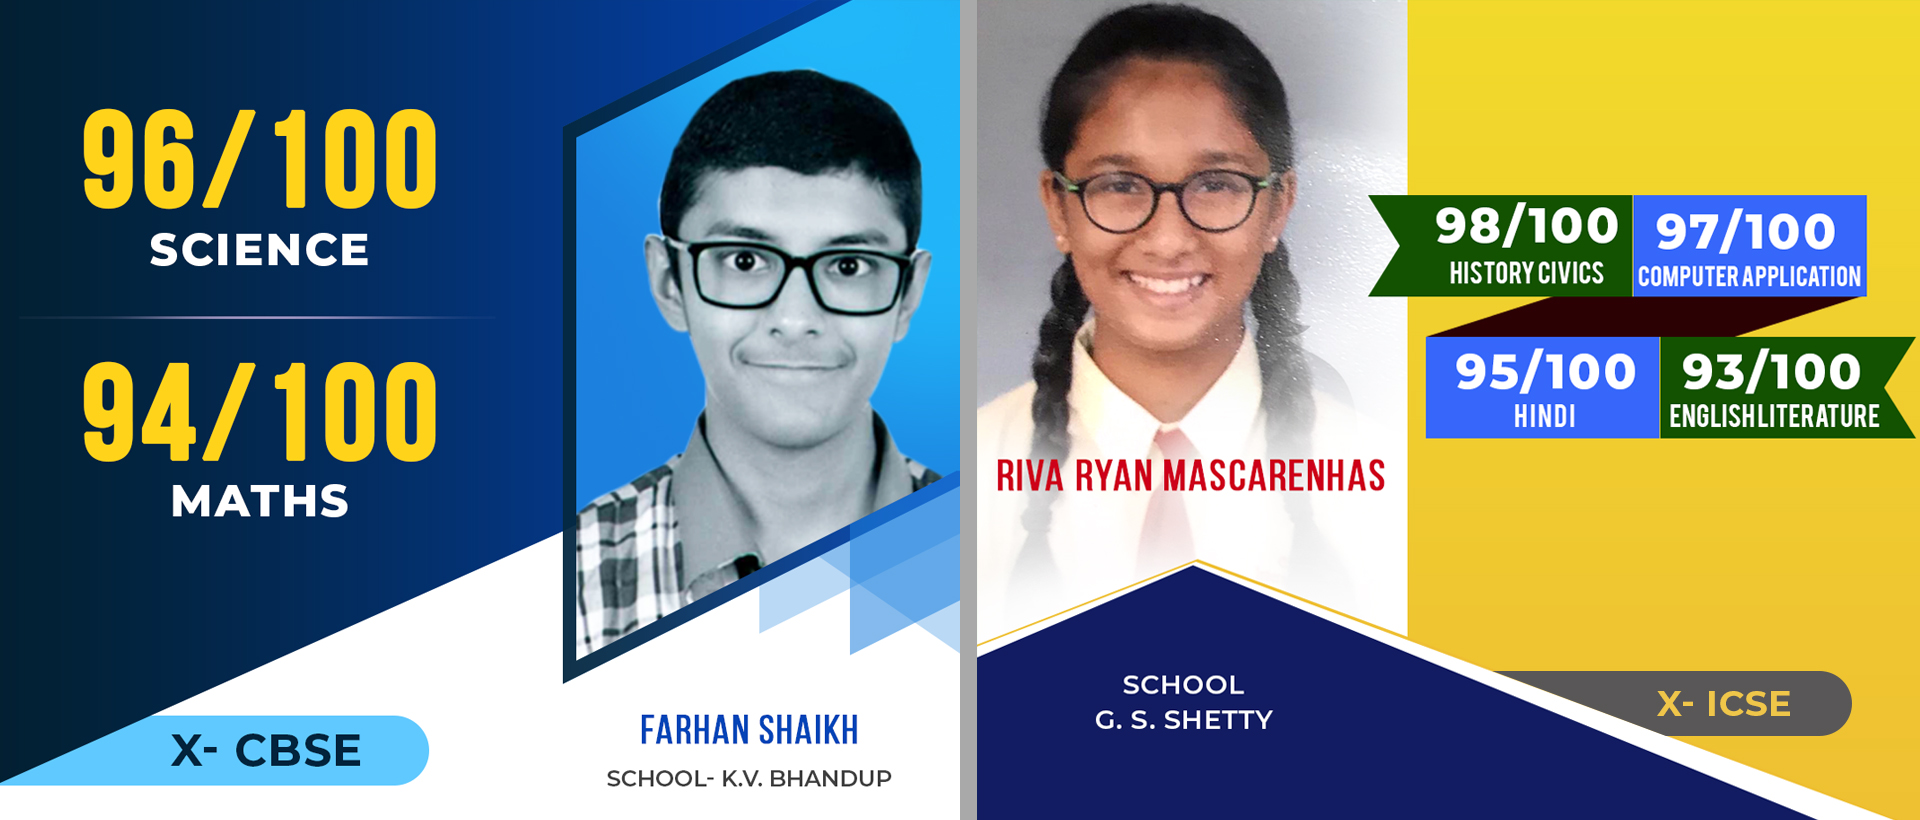 96/100
SCIENCE
94/100
MATHS
X- CBSE
FARHAN SHAIKH
SCHOOL- K.V. BHANDUP
RIVA RYAN MASCARENHAS
98/100
HISTORY CIVICS
97/100
COMPUTER APPLICATION
95/100
HINDI
93/100
ENGLISH LITERATURE
SCHOOL
G. S. SHETTY
X- ICSE